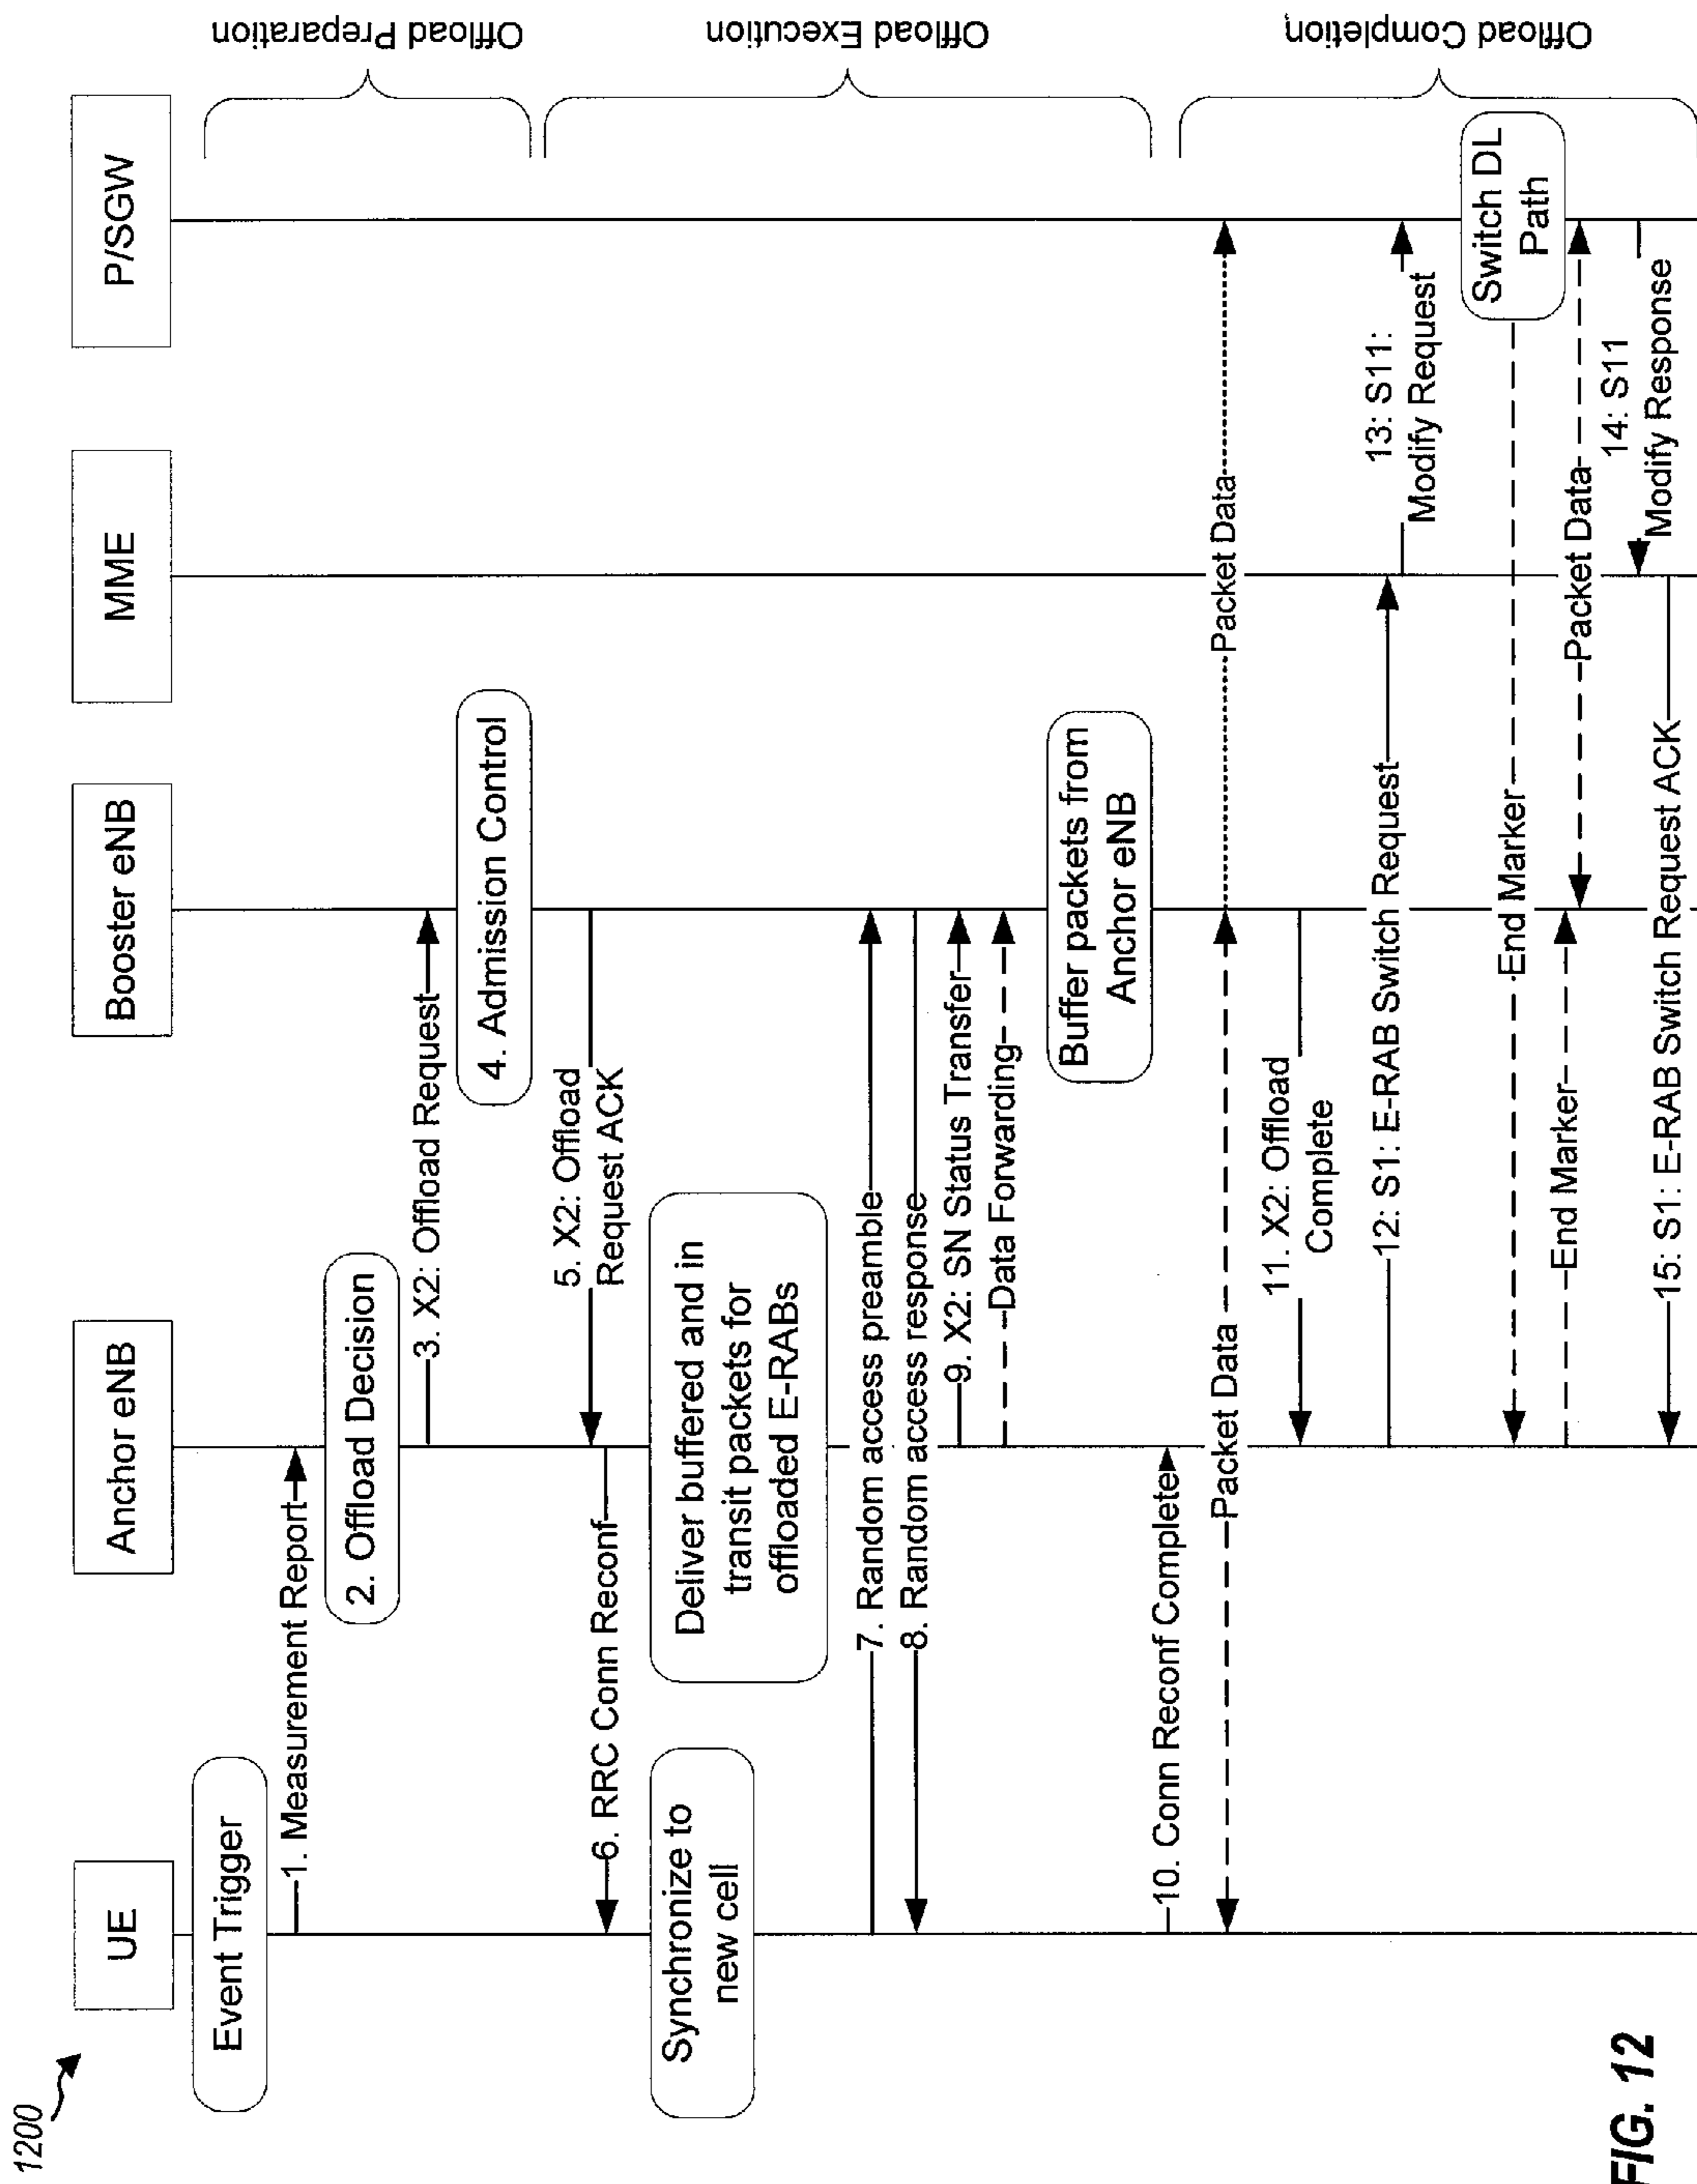 1200
UE
Anchor eNB
Booster eNB
MME
P/SGW
Event Trigger
1. Measurement Report
2. Offload Decision
3. X2: Offload Request
4. Admission Control
Offload Preparation
5. X2: Offload
Request ACK
6. RRC Conn Reconf
Synchronize to
new cell
Deliver buffered and in
transit packets for
offloaded E-RABs
7. Random access preamble
8. Random access response
9. X2: SN Status Transfer
Data Forwarding
Buffer packets from
Anchor eNB
Offload Execution
10. Conn Reconf Complete
Packet Data
Packet Data
11. X2: Offload
Complete
12: S1: E-RAB Switch Request
13: S11:
Modify Request
Switch DL
Path
End Marker
End Marker
Packet Data
14: S11
Modify Response
15: S1: E-RAB Switch Request ACK
Offload Completion
FIG. 12